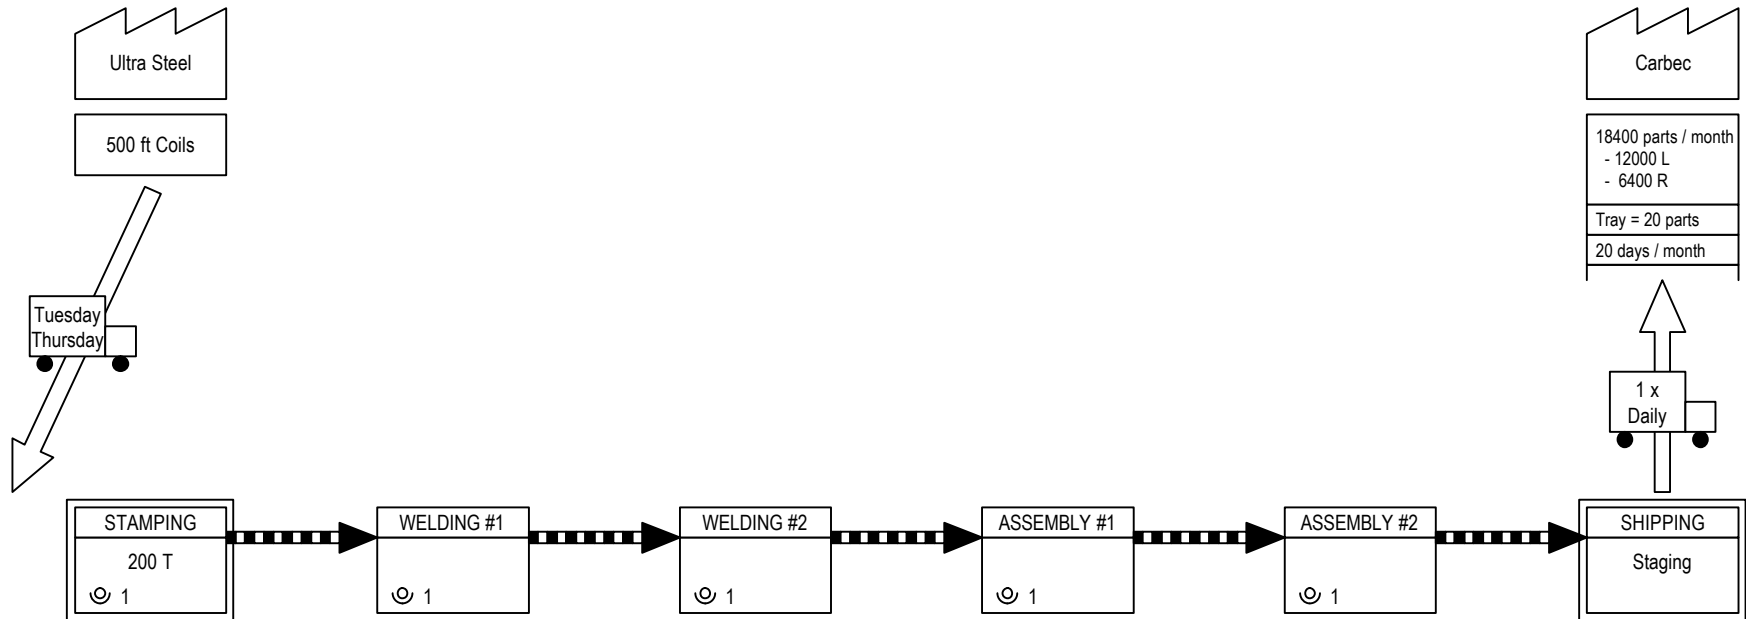 Ultra Steel
500 ft Coils
Tuesday
Thursday
Carbec
18400 parts / month
- 12000 L
- 6400 R
Tray = 20 parts
20 days / month
1 x
Daily
STAMPING
200 T
1
WELDING #1
1
WELDING #2
1
ASSEMBLY #1
1
ASSEMBLY #2
1
SHIPPING
Staging